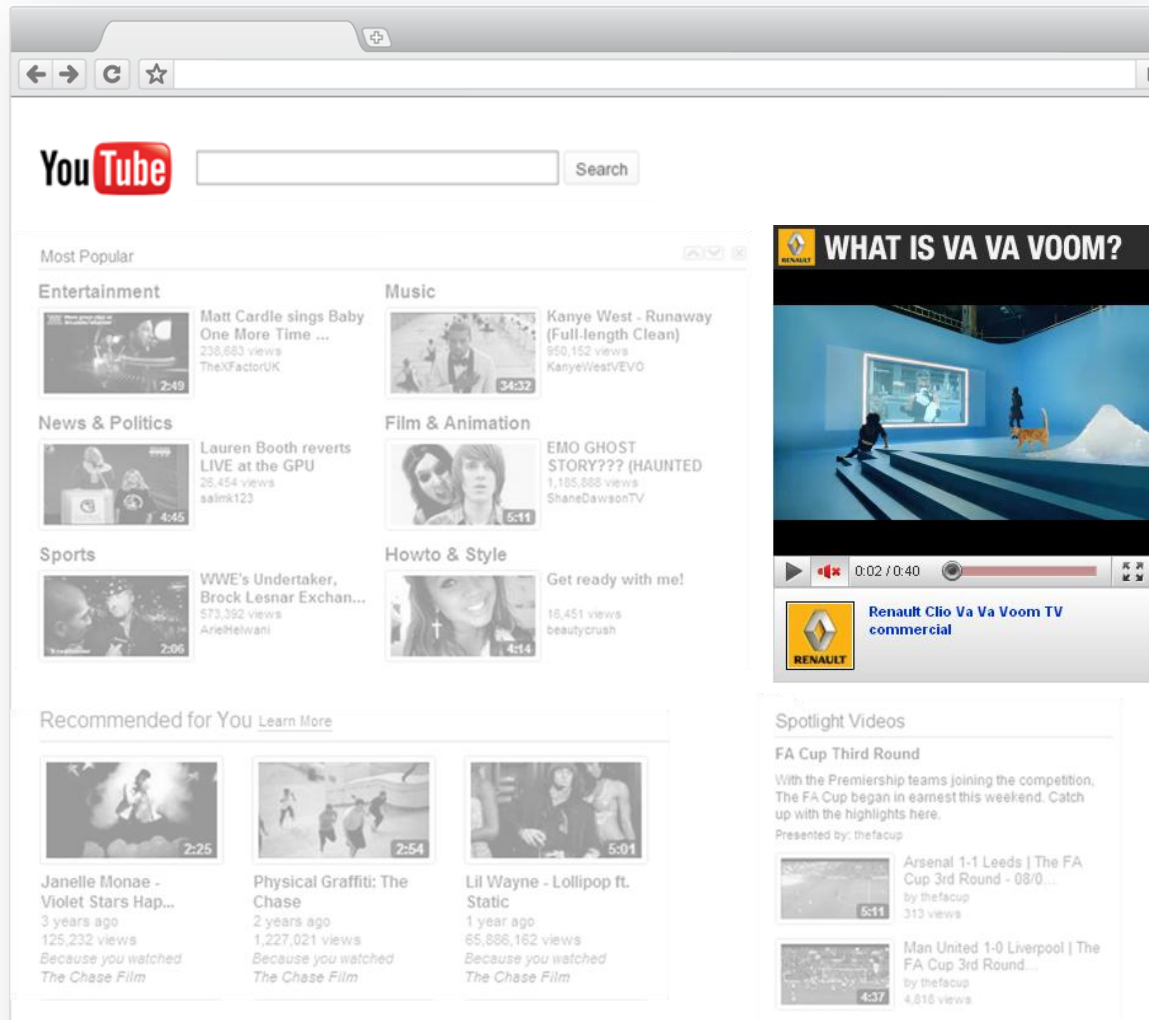 You Tube
Search
Most Popular
Entertainment
Matt Cardle sings Baby
One More Time ...
238,683 views
TheXFactorUK
2:49
Music
Kanye West - Runaway
(Full-length Clean)
950,152 views
KanyeWestVEVO
34:32
News & Politics
Lauren Booth reverts
LIVE at the GPU
26,454 views
aalmk123
4:45
Film & Animation
EMO GHOST
STORY??? (HAUNTED
1,185,888 views
ShaneDawsonTV
5:11
Sports
WWE's Undertaker,
Brock Lesnar Exchan...
573,392 views
ArielHelwani
2:06
Howto & Style
Get ready with me!
16,451 views
beautycrush
4:14
RENAULT
WHAT IS VA VA VOOM?
0:02 / 0:40
RENAULT
Renault Clio Va Va Voom TV
commercial
Recommended for You Learn More
2:25
Janelle Monae -
Violet Stars Hap...
3 years ago
125,232 views
Because you watched
The Chase Film
2:54
Physical Graffiti: The
Chase
2 years ago
1,227,021 views
Because you watched
The Chase Film
5:01
Lil Wayne - Lollipop ft.
Static
1 year ago
65,886,162 views
Because you watched
The Chase Film
Spotlight Videos
FA Cup Third Round
With the Premiership teams joining the competition,
The FA Cup began in earnest this weekend. Catch
up with the highlights here.
Presented by: thefacup
5:11
Arsenal 1-1 Leeds | The FA
Cup 3rd Round - 08/0...
by thefacup
313 views
4:37
Man United 1-0 Liverpool | The
FA Cup 3rd Round...
by thefacup
4,816 views